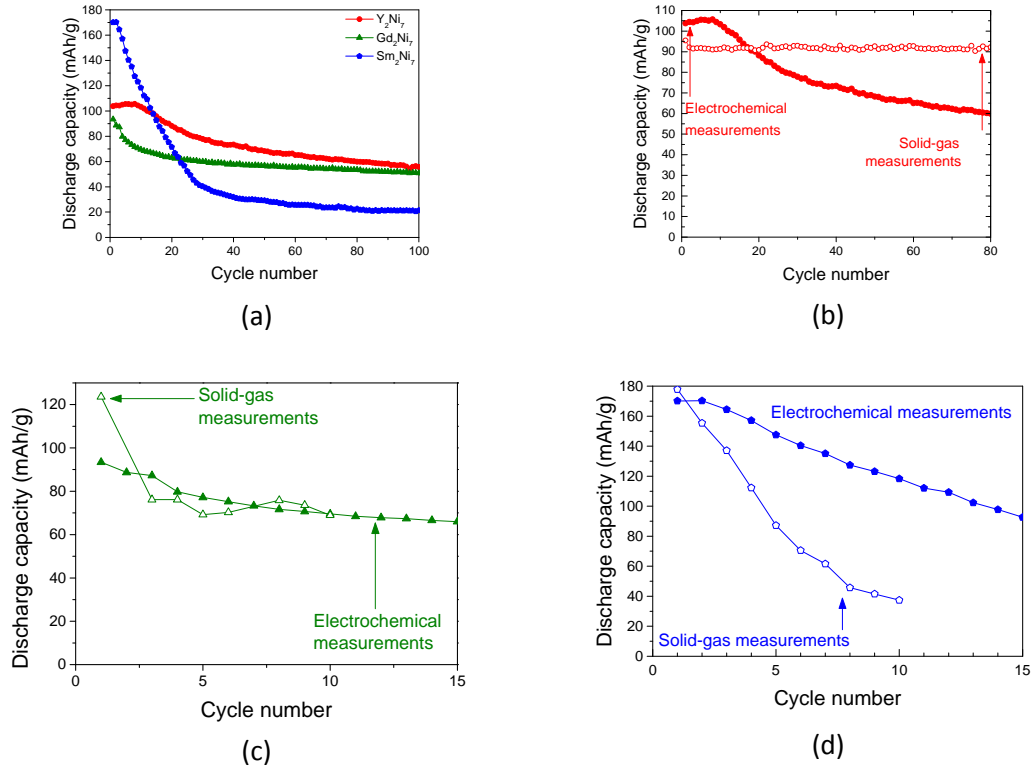 180
160
140
120
100
80
60
40
20
0
Discharge capacity (mAh/g)
Y2Ni7
Gd2Ni7
Sm2Ni7
0 20 40 60 80 100
Cycle number
(a)
110
100
90
80
70
60
50
40
30
20
10
0
Discharge capacity (mAh/g)
Electrochemical
measurements
Solid-gas
measurements
0 20 40 60 80
Cycle number
(b)
120
100
80
60
40
20
0
Discharge capacity (mAh/g)
Solid-gas
measurements
Electrochemical
measurements
0 5 10 15
Cycle number
(c)
180
160
140
120
100
80
60
40
20
0
Discharge capacity (mAh/g)
Electrochemical measurements
Solid-gas measurements
0 5 10 15
Cycle number
(d)